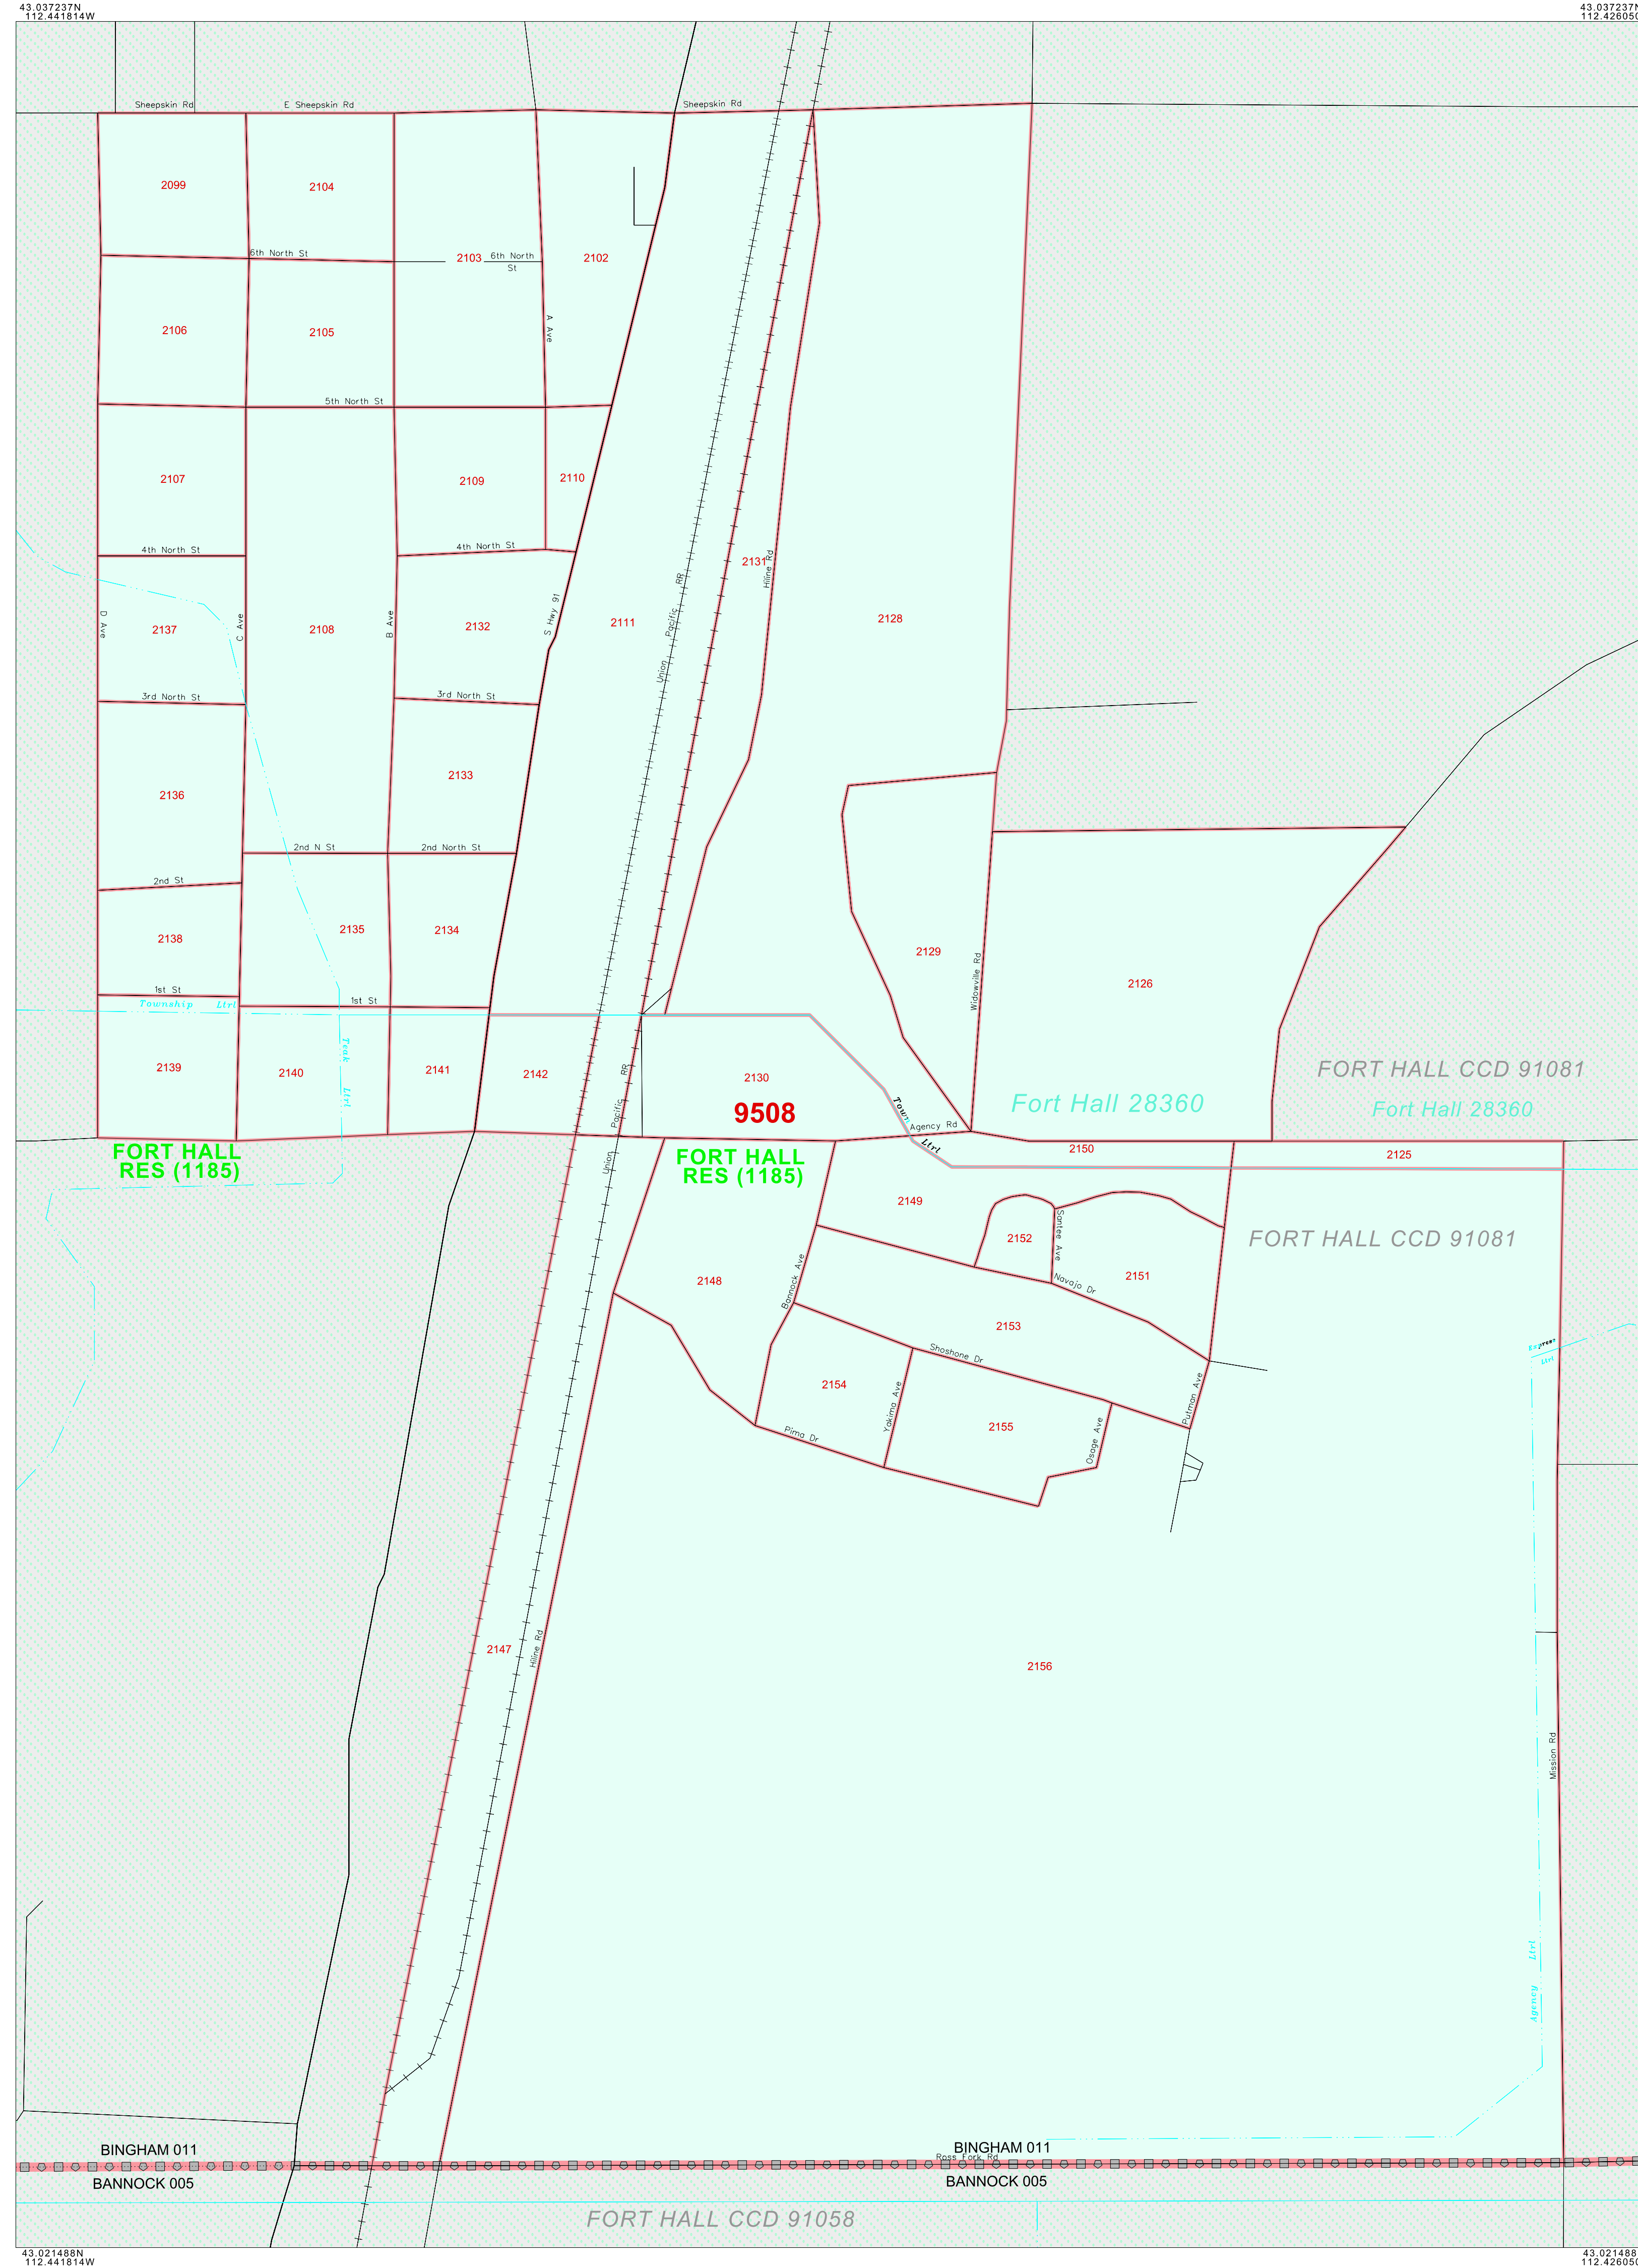 43.037237N
112.441814W
43.037237N
Sheepskin Rd
E Sheepskin Rd
Sheepskin Rd
2099
2104
6th North St
2103
6th North
St
2102
2106
2105
A Ave
5th North St
2107
2109
2110
4th North St
4th North St
2131
Hiline Rd
Union Pacific RR
D Ave
2137
C Ave
2108
B Ave
2132
S Hwy 91
2111
2128
3rd North St
3rd North St
2136
2133
2nd N St
2nd North St
2nd St
2138
2135
2134
2129
Widowville Rd
2126
1st St
Township Ltrl
1st St
2139
2140
2141
2142
2130
9508
Union Pacific RR
Town Ltrl
Agency Rd
Fort Hall 28360
FORT HALL CCD 91081
Fort Hall 28360
FORT HALL
RES (1185)
FORT HALL
RES (1185)
2150
2125
2149
2152
Santee Ave
2151
FORT HALL CCD 91081
2148
Bannock Ave
Navajo Dr
2153
Shoshone Dr
2154
Yakima Ave
2155
Osage Ave
Putman Ave
Pima Dr
Ltrl
2147
Hiline Rd
2156
Mission Rd
Agency Ltrl
BINGHAM 011
BINGHAM 011
Ross Fork Rd
BANNOCK 005
BANNOCK 005
FORT HALL CCD 91058
43.021488N
112.441814W
43.021488